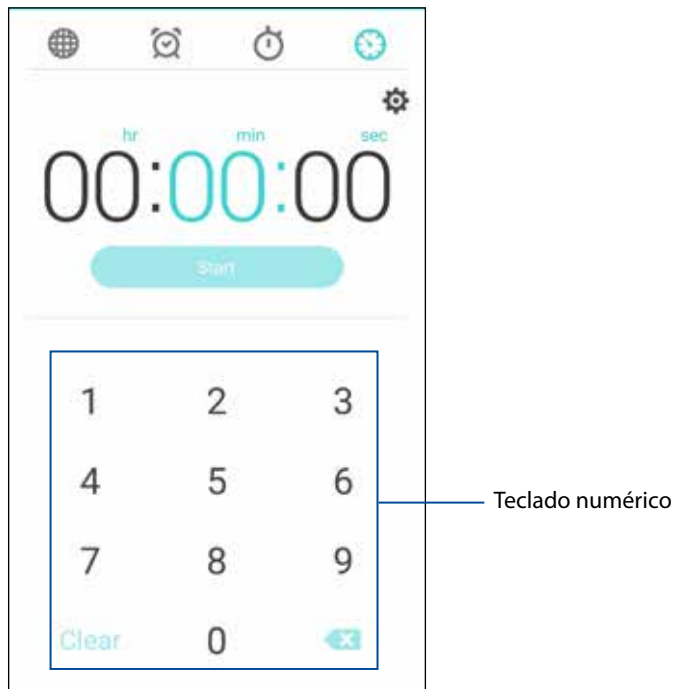 hr min sec
00:00:00
Start
1 2 3
4 5 6
Teclado numérico
7 8 9
Clear 0